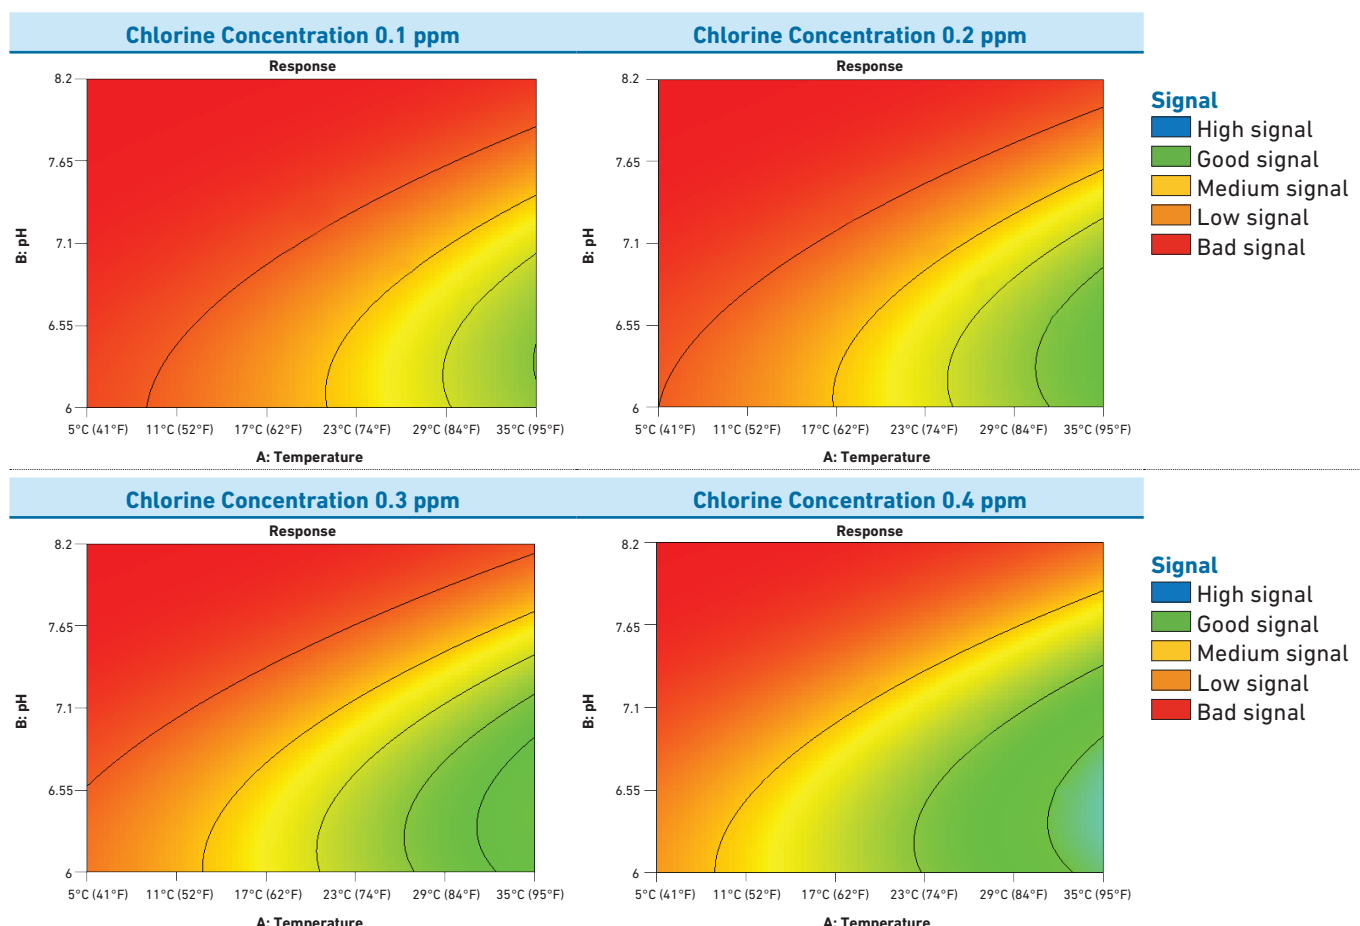 Chlorine Concentration 0.1 ppm
Response
8.2
7.65
7.1
6.55
6
B: pH
5°C (41°F) 11°C (52°F) 17°C (62°F) 23°C (74°F) 29°C (84°F) 35°C (95°F)
A: Temperature
Chlorine Concentration 0.2 ppm
Response
8.2
7.65
7.1
6.55
6
B: pH
5°C (41°F) 11°C (52°F) 17°C (62°F) 23°C (74°F) 29°C (84°F) 35°C (95°F)
A: Temperature
Signal
High signal
Good signal
Medium signal
Low signal
Bad signal
Chlorine Concentration 0.3 ppm
Response
8.2
7.65
7.1
6.55
6
B: pH
5°C (41°F) 11°C (52°F) 17°C (62°F) 23°C (74°F) 29°C (84°F) 35°C (95°F)
A: Temperature
Chlorine Concentration 0.4 ppm
Response
8.2
7.65
7.1
6.55
6
B: pH
5°C (41°F) 11°C (52°F) 17°C (62°F) 23°C (74°F) 29°C (84°F) 35°C (95°F)
A: Temperature
Signal
High signal
Good signal
Medium signal
Low signal
Bad signal